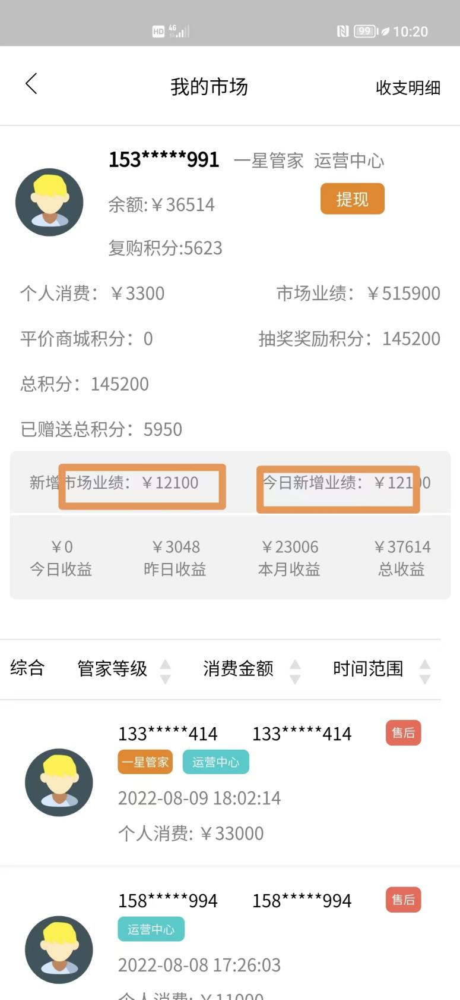 HD 4G 99 10:20
我的市场 收支明细
153*****991 一星管家 运营中心
余额:￥36514 提现
复购积分:5623
个人消费：￥3300 市场业绩：￥515900
平价商城积分：0 抽奖奖励积分：145200
总积分：145200
已赠送总积分：5950
新增市场业绩：￥12100 今日新增业绩：￥12100
￥0 ￥3048 ￥23006 ￥37614
今日收益 昨日收益 本月收益 总收益
综合 管家等级 消费金额 时间范围
133*****414 133*****414 售后
一星管家 运营中心
2022-08-09 18:02:14
个人消费: ￥33000
158*****994 158*****994 售后
运营中心
2022-08-08 17:26:03
个人消费: ￥11000